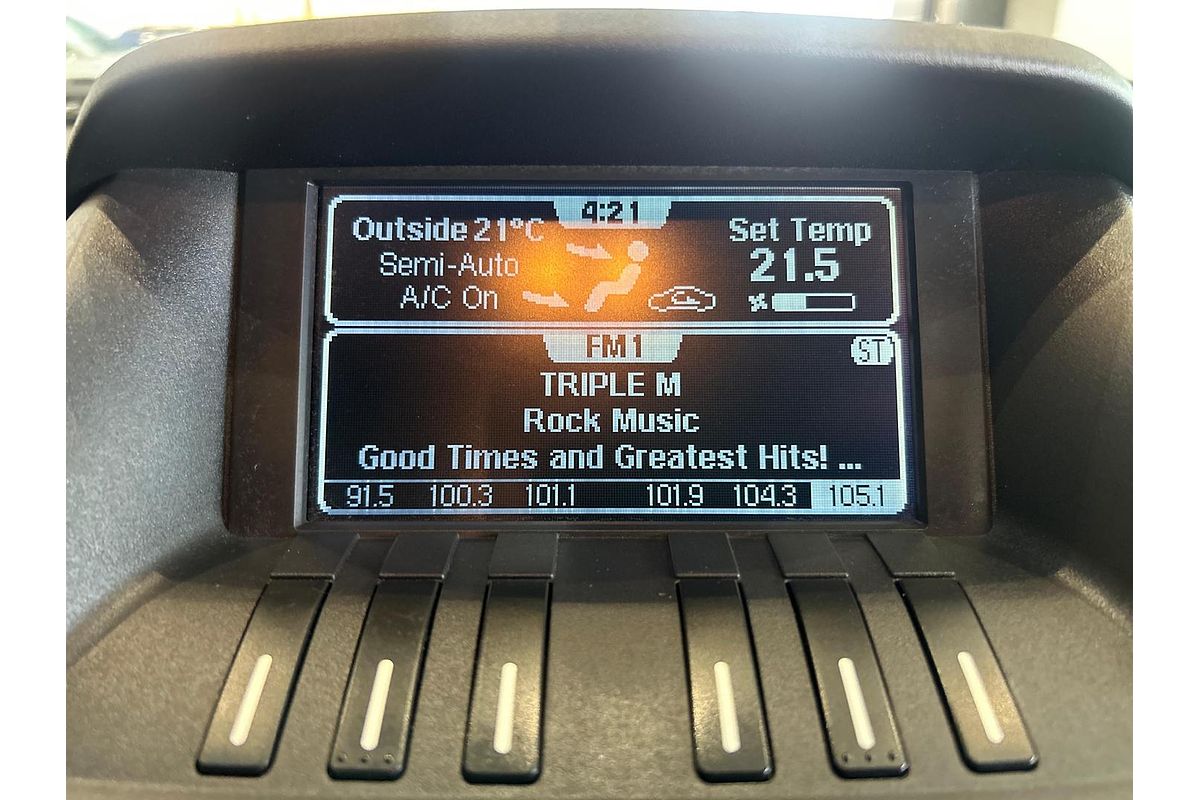 4:21
Outside 21°C
Set Temp
Semi-Auto
21.5
A/C On
FM1
ST
TRIPLE M
Rock Music
Good Times and Greatest Hits! ...
91.5 100.3 101.1 101.9 104.3 105.1